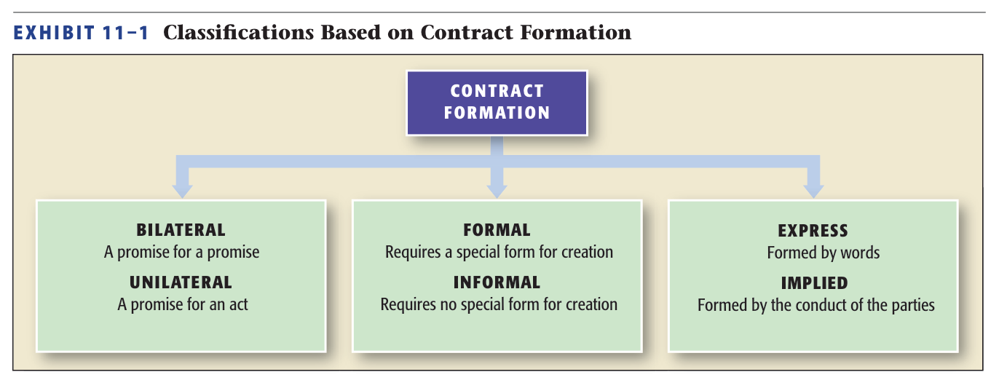 EXHIBIT 11–1 Classifications Based on Contract Formation
CONTRACT
FORMATION
BILATERAL
A promise for a promise
UNILATERAL
A promise for an act
FORMAL
Requires a special form for creation
INFORMAL
Requires no special form for creation
EXPRESS
Formed by words
IMPLIED
Formed by the conduct of the parties